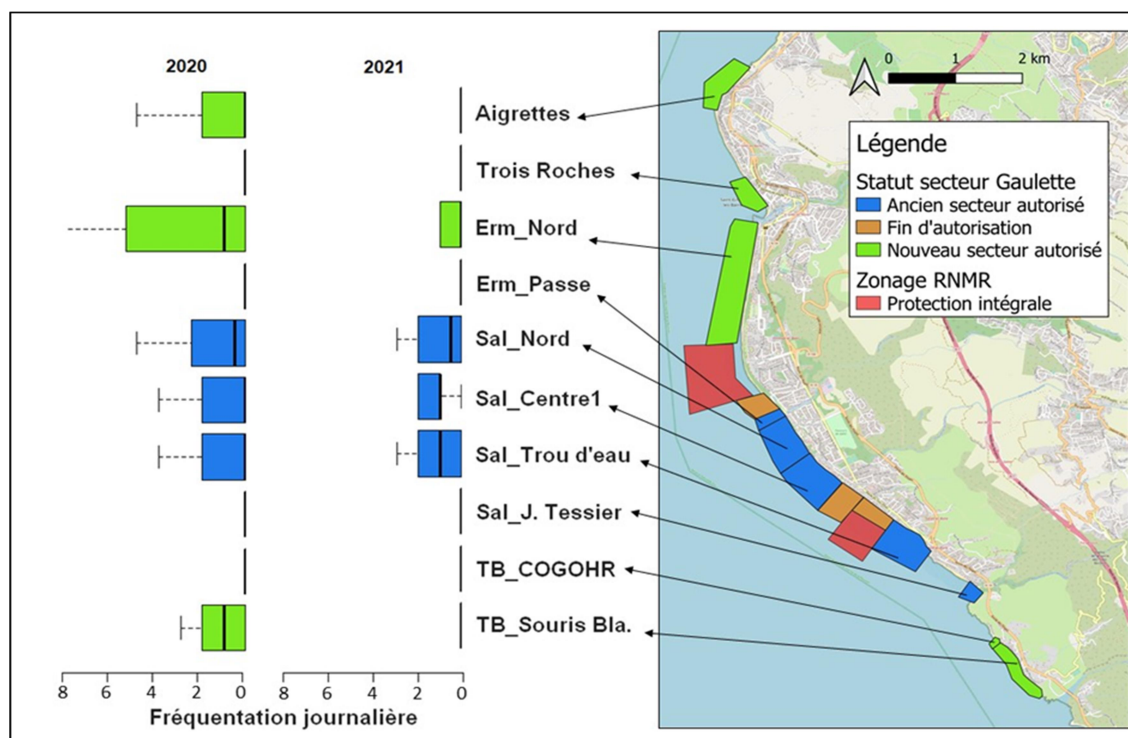 2020
2021
Aigrettes
Trois Roches
Erm_Nord
Erm_Passe
Sal_Nord
Sal_Centre1
Sal_Trou d'eau
Sal_J. Tessier
TB_COGOHR
TB_Souris Bla.
8 6 4 2 0
8 6 4 2 0
Fréquentation journalière
0 1 2 km
Légende
Statut secteur Gaulette
Ancien secteur autorisé
Fin d'autorisation
Nouveau secteur autorisé
Zonage RNMR
Protection intégrale